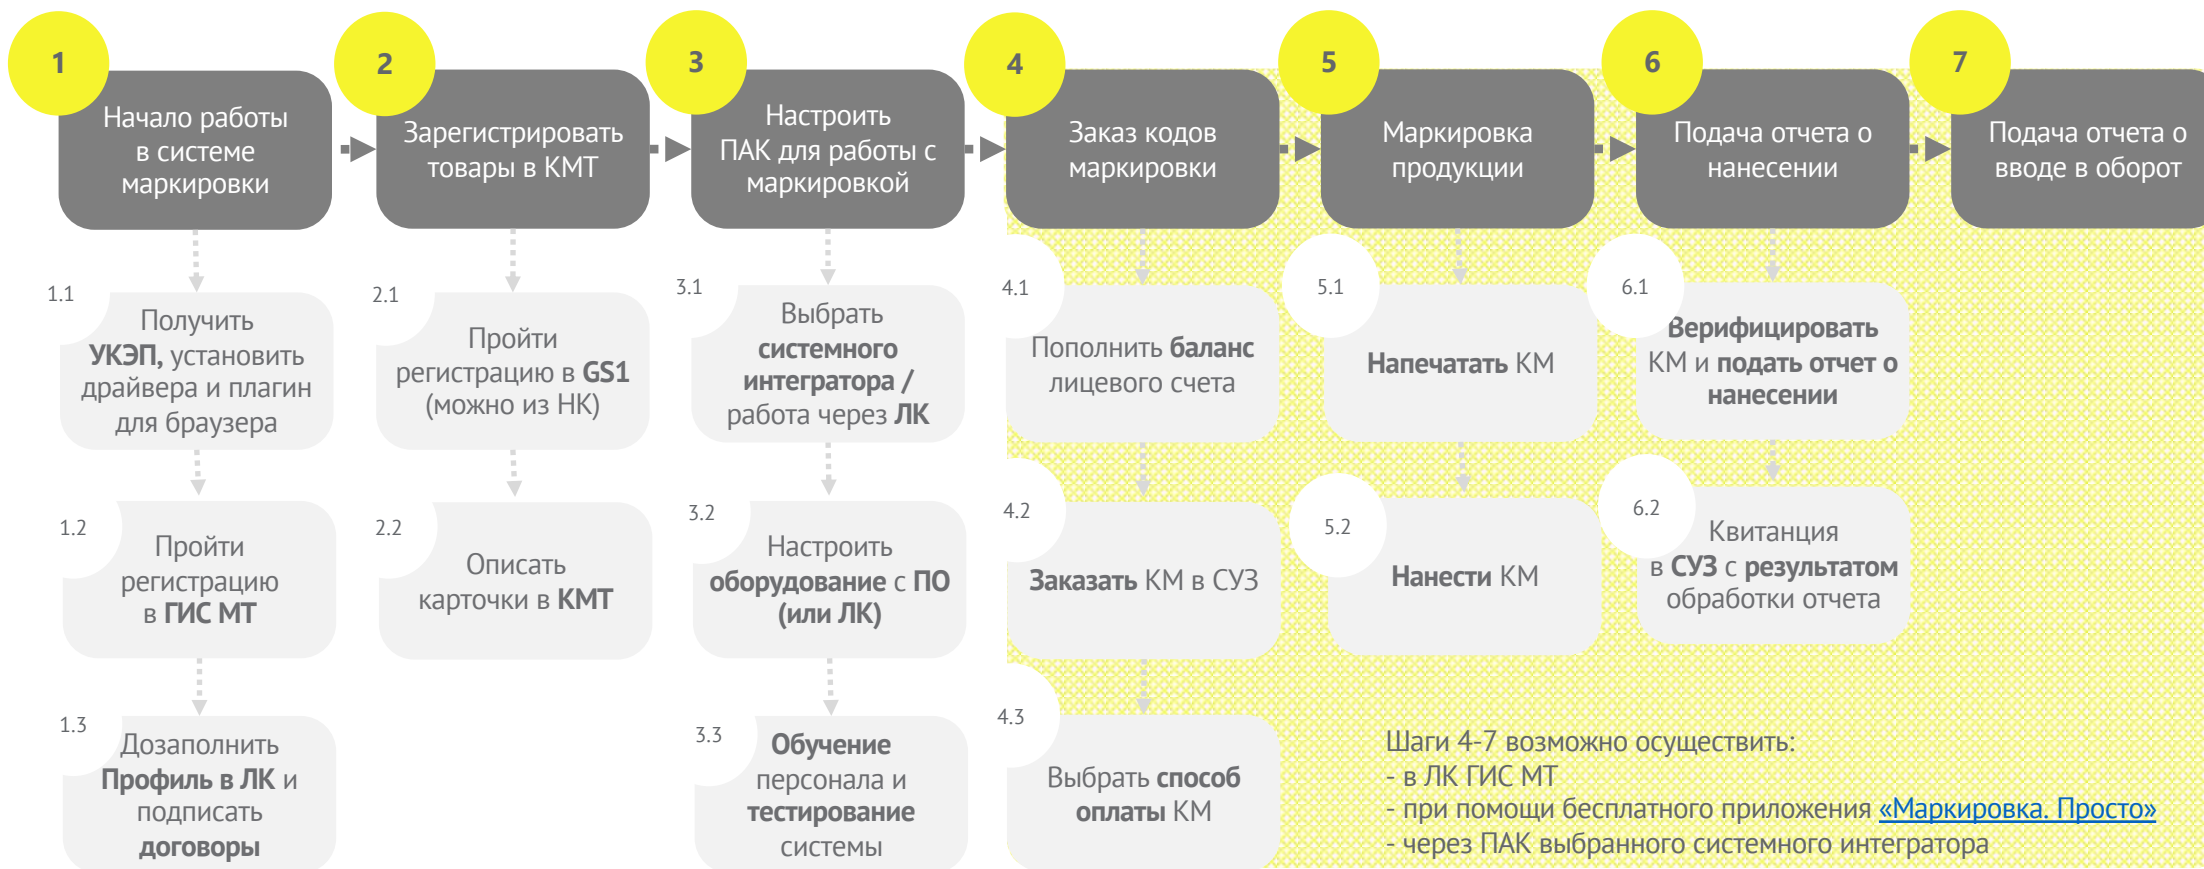 1
Начало работы
в системе
маркировки
2
Зарегистрировать
товары в КМТ
3
Настроить
ПАК для работы с
маркировкой
4
Заказ кодов
маркировки
5
Маркировка
продукции
6
Подача отчета о
нанесении
7
Подача отчета о
вводе в оборот
1.1
Получить
УКЭП, установить
драйвера и плагин
для браузера
1.2
Пройти
регистрацию
в ГИС МТ
1.3
Дозаполнить
Профиль в ЛК и
подписать
договоры
2.1
Пройти
регистрацию в GS1
(можно из НК)
2.2
Описать
карточки в КМТ
3.1
Выбрать
системного
интегратора /
работа через ЛК
3.2
Настроить
оборудование с ПО
(или ЛК)
3.3
Обучение
персонала и
тестирование
системы
4.1
Пополнить баланс
лицевого счета
4.2
Заказать КМ в СУЗ
4.3
Выбрать способ
оплаты КМ
5.1
Напечатать КМ
5.2
Нанести КМ
6.1
Верифицировать
КМ и подать отчет о
нанесении
6.2
Квитанция
в СУЗ с результатом
обработки отчета
Шаги 4-7 возможно осуществить:
- в ЛК ГИС МТ
- при помощи бесплатного приложения «Маркировка. Просто»
- через ПАК выбранного системного интегратора